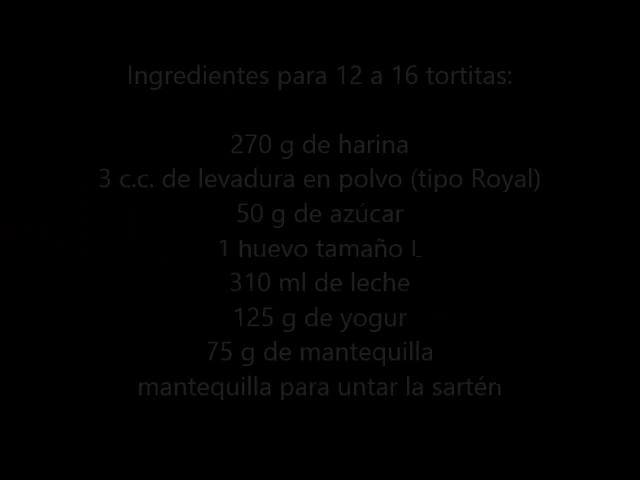 Ingredientes para 12 a 16 tortitas:
270 g de harina
3 c.c. de levadura en polvo (tipo Royal)
50 g de azúcar
1 huevo tamaño L
310 ml de leche
125 g de yogur
75 g de mantequilla
mantequilla para untar la sartén